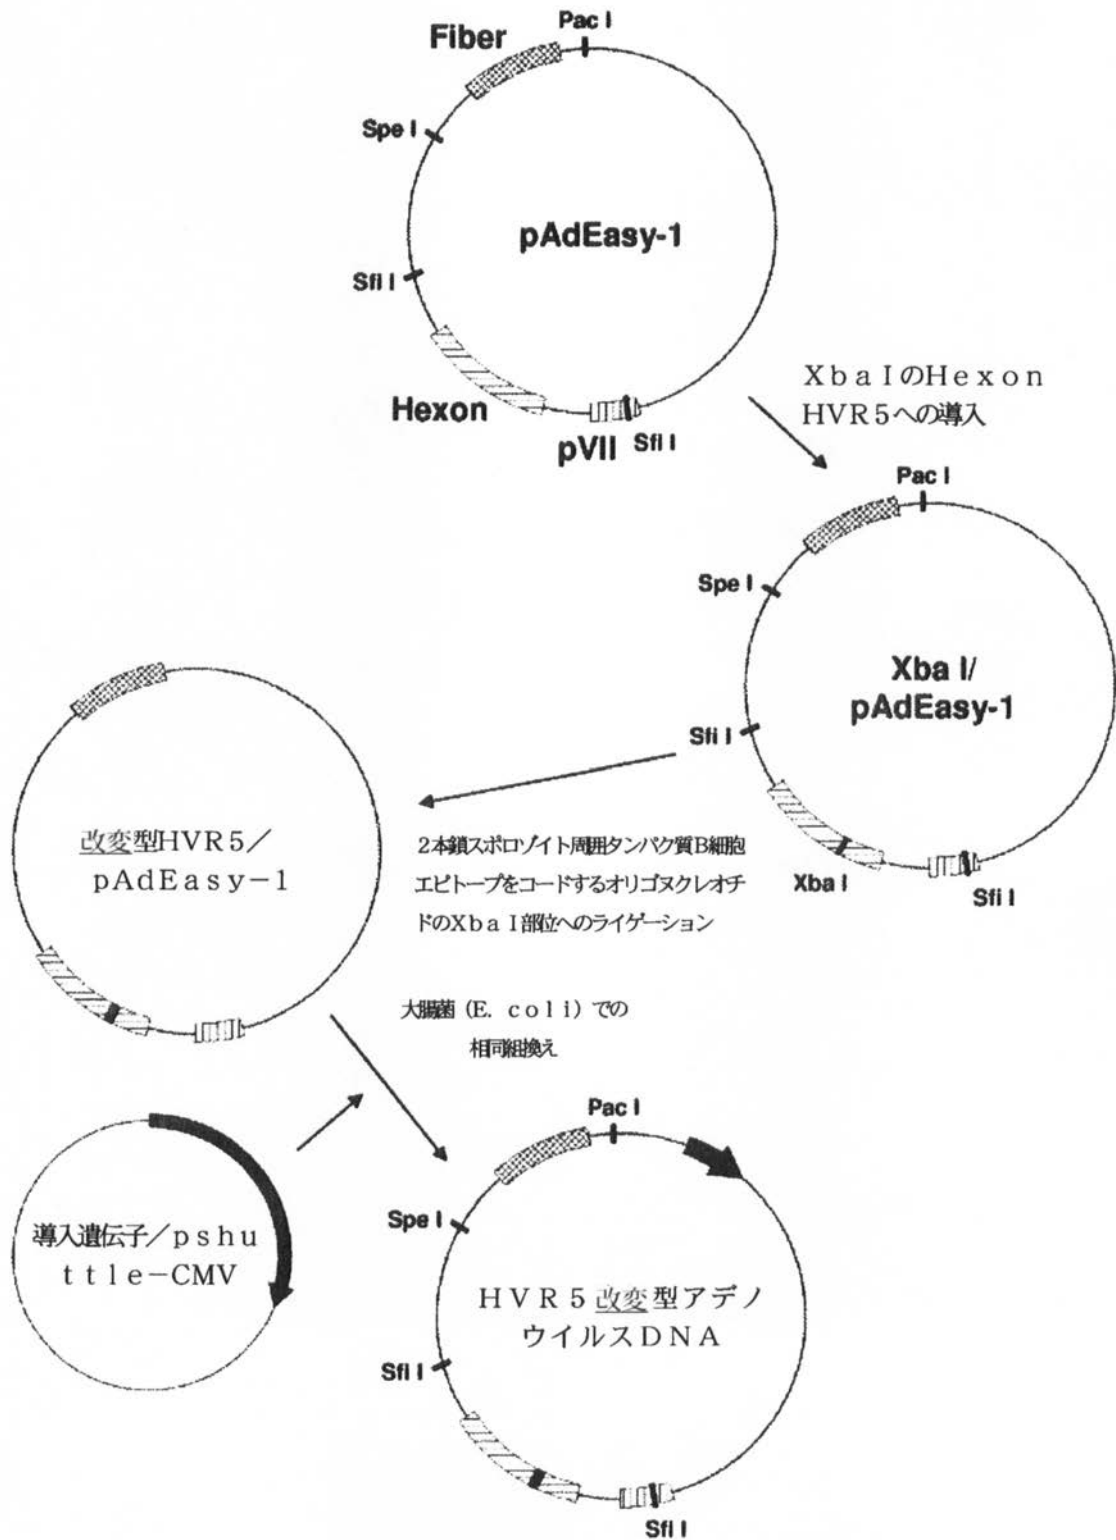 Pac I
Fiber
Spe I
pAdEasy-1
Sfi I
Hexon
pVII
Sfi I
XbaIのHexon
HVR5への導入
Pac I
Spe I
Xba I/
pAdEasy-1
Sfi I
Xba I
Sfi I
改変型HVR5/
pAdEasy-1
2本鎖スポロゾイト周囲タンパク質B細胞
エピトープをコードするオリゴヌクレオチ
ドのXba I部位へのライゲーション
大腸菌 (E. coli) での
相同組換え
導入遺伝子/pshu
ttle-CMV
Pac I
Spe I
HVR5改変型アデノ
ウイルスDNA
Sfi I
Sfi I